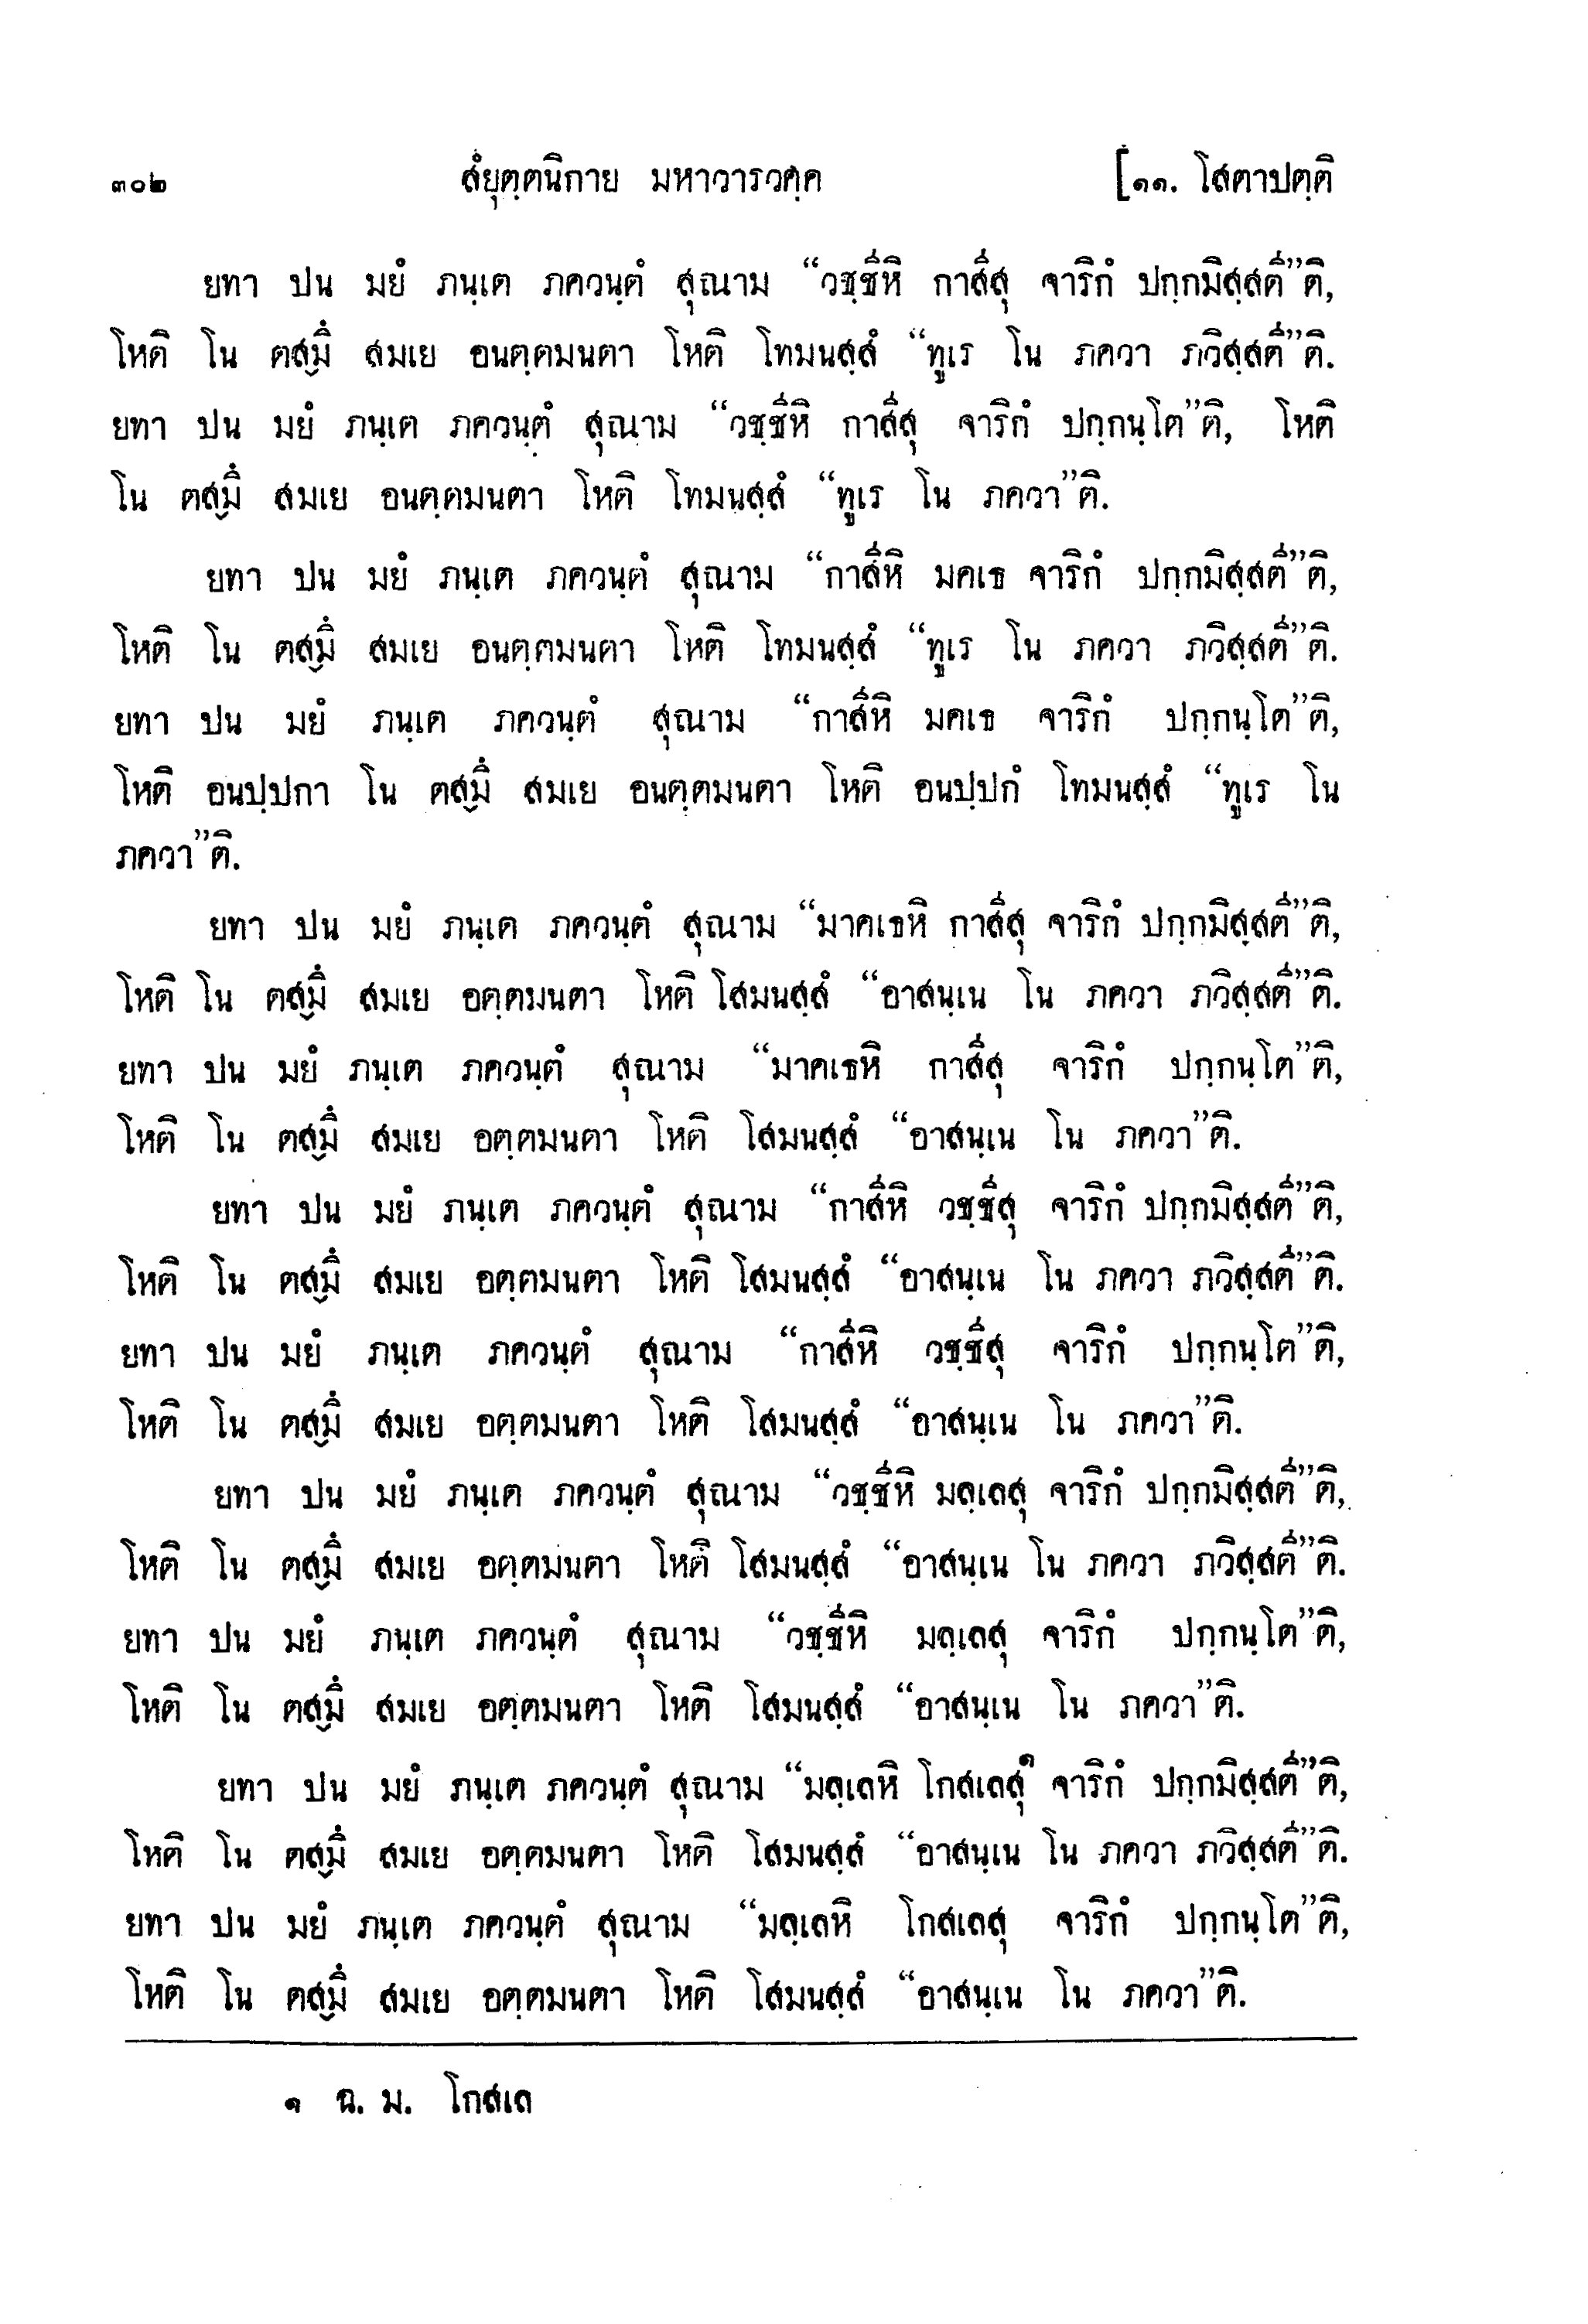 ๓๐๒ สํยุตฺตนิกาย มหาวารวคฺค [๑๑. โสตาปตฺติ
ยทา ปน มยํ ภนฺเต ภควนฺตํ สุณาม “วชฺชีหิ กาสีสุ จาริกํ ปกฺกมิสฺสตี”ติ,
โหติ โน ตสฺมึ สมเย อนตฺตมนตา โหติ โทมนสฺสํ “ทูเร โน ภควา ภวิสฺสตี”ติ.
ยทา ปน มยํ ภนฺเต ภควนฺตํ สุณาม “วชฺชีหิ กาสีสุ จาริกํ ปกฺกนฺโต”ติ, โหติ
โน ตสฺมึ สมเย อนตฺตมนตา โหติ โทมนสฺสํ “ทูเร โน ภควา”ติ.
ยทา ปน มยํ ภนฺเต ภควนฺตํ สุณาม “กาสีหิ มคเธ จาริกํ ปกฺกมิสฺสตี”ติ,
โหติ โน ตสฺมึ สมเย อนตฺตมนตา โหติ โทมนสฺสํ “ทูเร โน ภควา ภวิสฺสตี”ติ.
ยทา ปน มยํ ภนฺเต ภควนฺตํ สุณาม “กาสีหิ มคเธ จาริกํ ปกฺกนฺโต”ติ,
โหติ อนปฺปกา โน ตสฺมึ สมเย อนตฺตมนตา โหติ อนปฺปกํ โทมนสฺสํ “ทูเร โน
ภควา”ติ.
ยทา ปน มยํ ภนฺเต ภควนฺตํ สุณาม “มาคเธหิ กาสีสุ จาริกํ ปกฺกมิสฺสตี”ติ,
โหติ โน ตสฺมึ สมเย อตฺตมนตา โหติ โสมนสฺสํ “อาสนฺเน โน ภควา ภวิสฺสตี”ติ.
ยทา ปน มยํ ภนฺเต ภควนฺตํ สุณาม “มาคเธหิ กาสีสุ จาริกํ ปกฺกนฺโต”ติ,
โหติ โน ตสฺมึ สมเย อตฺตมนตา โหติ โสมนสฺสํ “อาสนฺเน โน ภควา”ติ.
ยทา ปน มยํ ภนฺเต ภควนฺตํ สุณาม “กาสีหิ วชฺชีสุ จาริกํ ปกฺกมิสฺสตี”ติ,
โหติ โน ตสฺมึ สมเย อตฺตมนตา โหติ โสมนสฺสํ “อาสนฺเน โน ภควา ภวิสฺสตี”ติ.
ยทา ปน มยํ ภนฺเต ภควนฺตํ สุณาม “กาสีหิ วชฺชีสุ จาริกํ ปกฺกนฺโต”ติ,
โหติ โน ตสฺมึ สมเย อตฺตมนตา โหติ โสมนสฺสํ “อาสนฺเน โน ภควา”ติ.
ยทา ปน มยํ ภนฺเต ภควนฺตํ สุณาม “วชฺชีหิ มลฺเลสุ จาริกํ ปกฺกมิสฺสตี”ติ,
โหติ โน ตสฺมึ สมเย อตฺตมนตา โหติ โสมนสฺสํ “อาสนฺเน โน ภควา ภวิสฺสตี”ติ.
ยทา ปน มยํ ภนฺเต ภควนฺตํ สุณาม “วชฺชีหิ มลฺเลสุ จาริกํ ปกฺกนฺโต”ติ,
โหติ โน ตสฺมึ สมเย อตฺตมนตา โหติ โสมนสฺสํ “อาสนฺเน โน ภควา”ติ.
ยทา ปน มยํ ภนฺเต ภควนฺตํ สุณาม “มลฺเลหิ โกสเลสุ๑ จาริกํ ปกฺกมิสฺสตี”ติ,
โหติ โน ตสฺมึ สมเย อตฺตมนตา โหติ โสมนสฺสํ “อาสนฺเน โน ภควา ภวิสฺสตี”ติ.
ยทา ปน มยํ ภนฺเต ภควนฺตํ สุณาม “มลฺเลหิ โกสเลสุ จาริกํ ปกฺกนฺโต”ติ,
โหติ โน ตสฺมึ สมเย อตฺตมนตา โหติ โสมนสฺสํ “อาสนฺเน โน ภควา”ติ.
๑ ฉ. ม. โกสเล